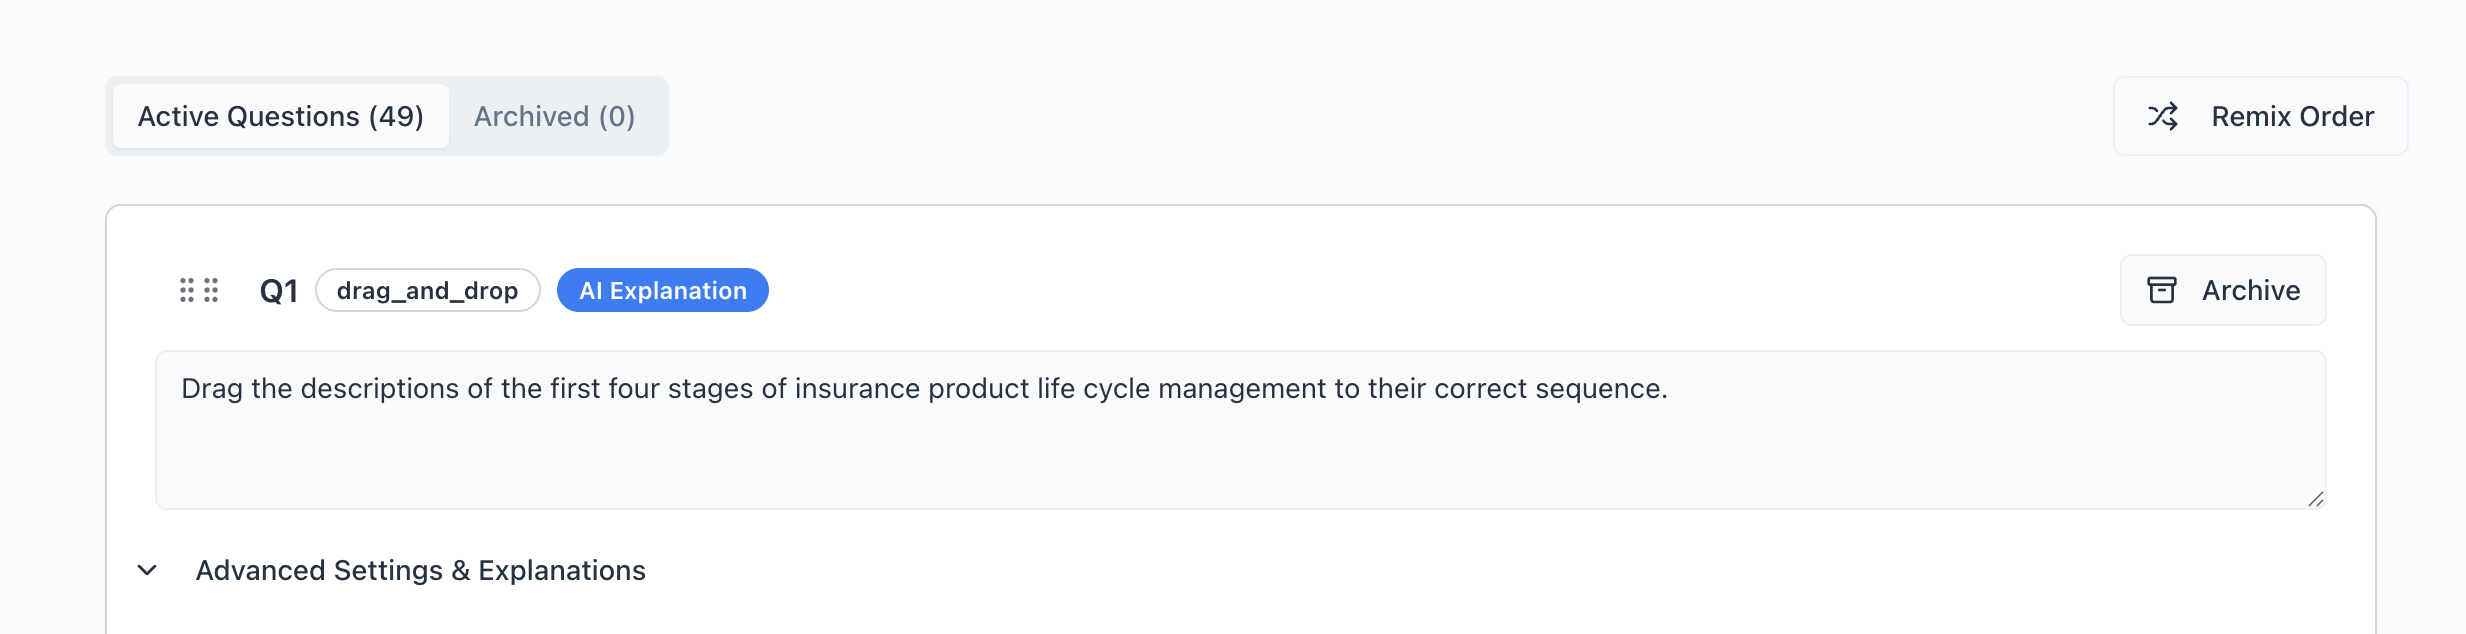 Active Questions (49) Archived (0) Remix Order
Q1 drag_and_drop AI Explanation Archive
Drag the descriptions of the first four stages of insurance product life cycle management to their correct sequence.
Advanced Settings & Explanations